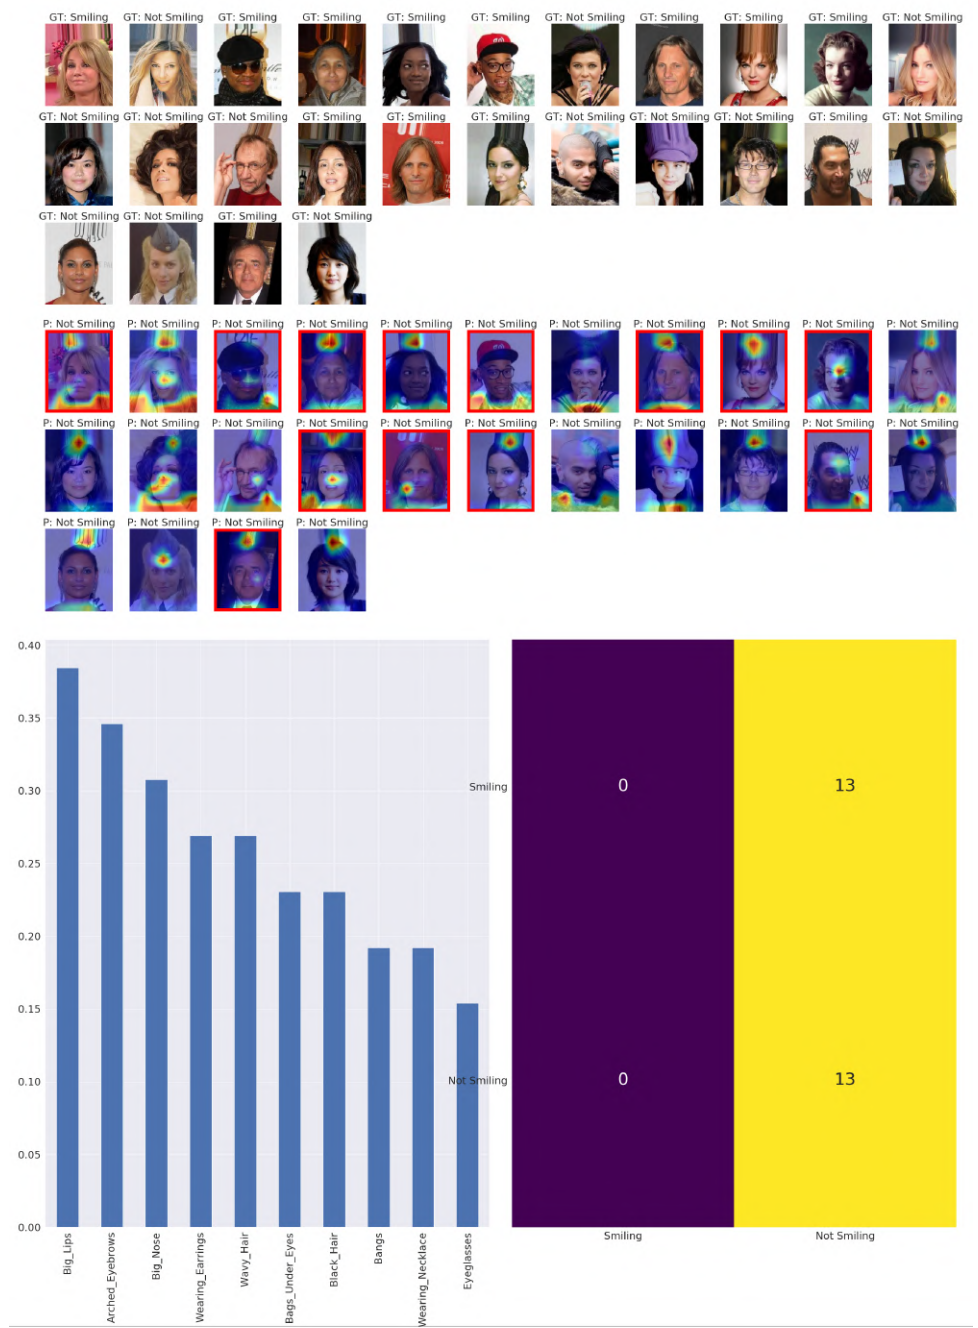 GT: Smiling GT: Not Smiling GT: Smiling GT: Smiling GT: Smiling GT: Smiling GT: Not Smiling GT: Smiling GT: Smiling GT: Smiling GT: Not Smiling
GT: Not Smiling GT: Not Smiling GT: Not Smiling GT: Smiling GT: Smiling GT: Smiling GT: Not Smiling GT: Not Smiling GT: Not Smiling GT: Smiling GT: Not Smiling
GT: Not Smiling GT: Not Smiling GT: Smiling GT: Not Smiling
P: Not Smiling P: Not Smiling P: Not Smiling P: Not Smiling P: Not Smiling P: Not Smiling P: Not Smiling P: Not Smiling P: Not Smiling P: Not Smiling P: Not Smiling
P: Not Smiling P: Not Smiling P: Not Smiling P: Not Smiling P: Not Smiling P: Not Smiling P: Not Smiling P: Not Smiling P: Not Smiling P: Not Smiling P: Not Smiling
P: Not Smiling P: Not Smiling P: Not Smiling P: Not Smiling
0.40
0.35
0.30
0.25
0.20
0.15
0.10
0.05
0.00
Big_Lips
Arched_Eyebrows
Big_Nose
Wearing_Earrings
Wavy_Hair
Bags_Under_Eyes
Black_Hair
Bangs
Wearing_Necklace
Eyeglasses
Smiling 0 13
Not Smiling 0 13
Smiling Not Smiling